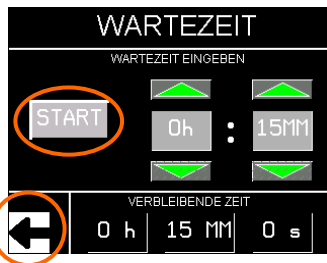 WARTEZEIT
WARTEZEIT EINGEBEN
START
0h : 15MM
VERBLEIBENDE ZEIT
0 h 15 MM 0 s